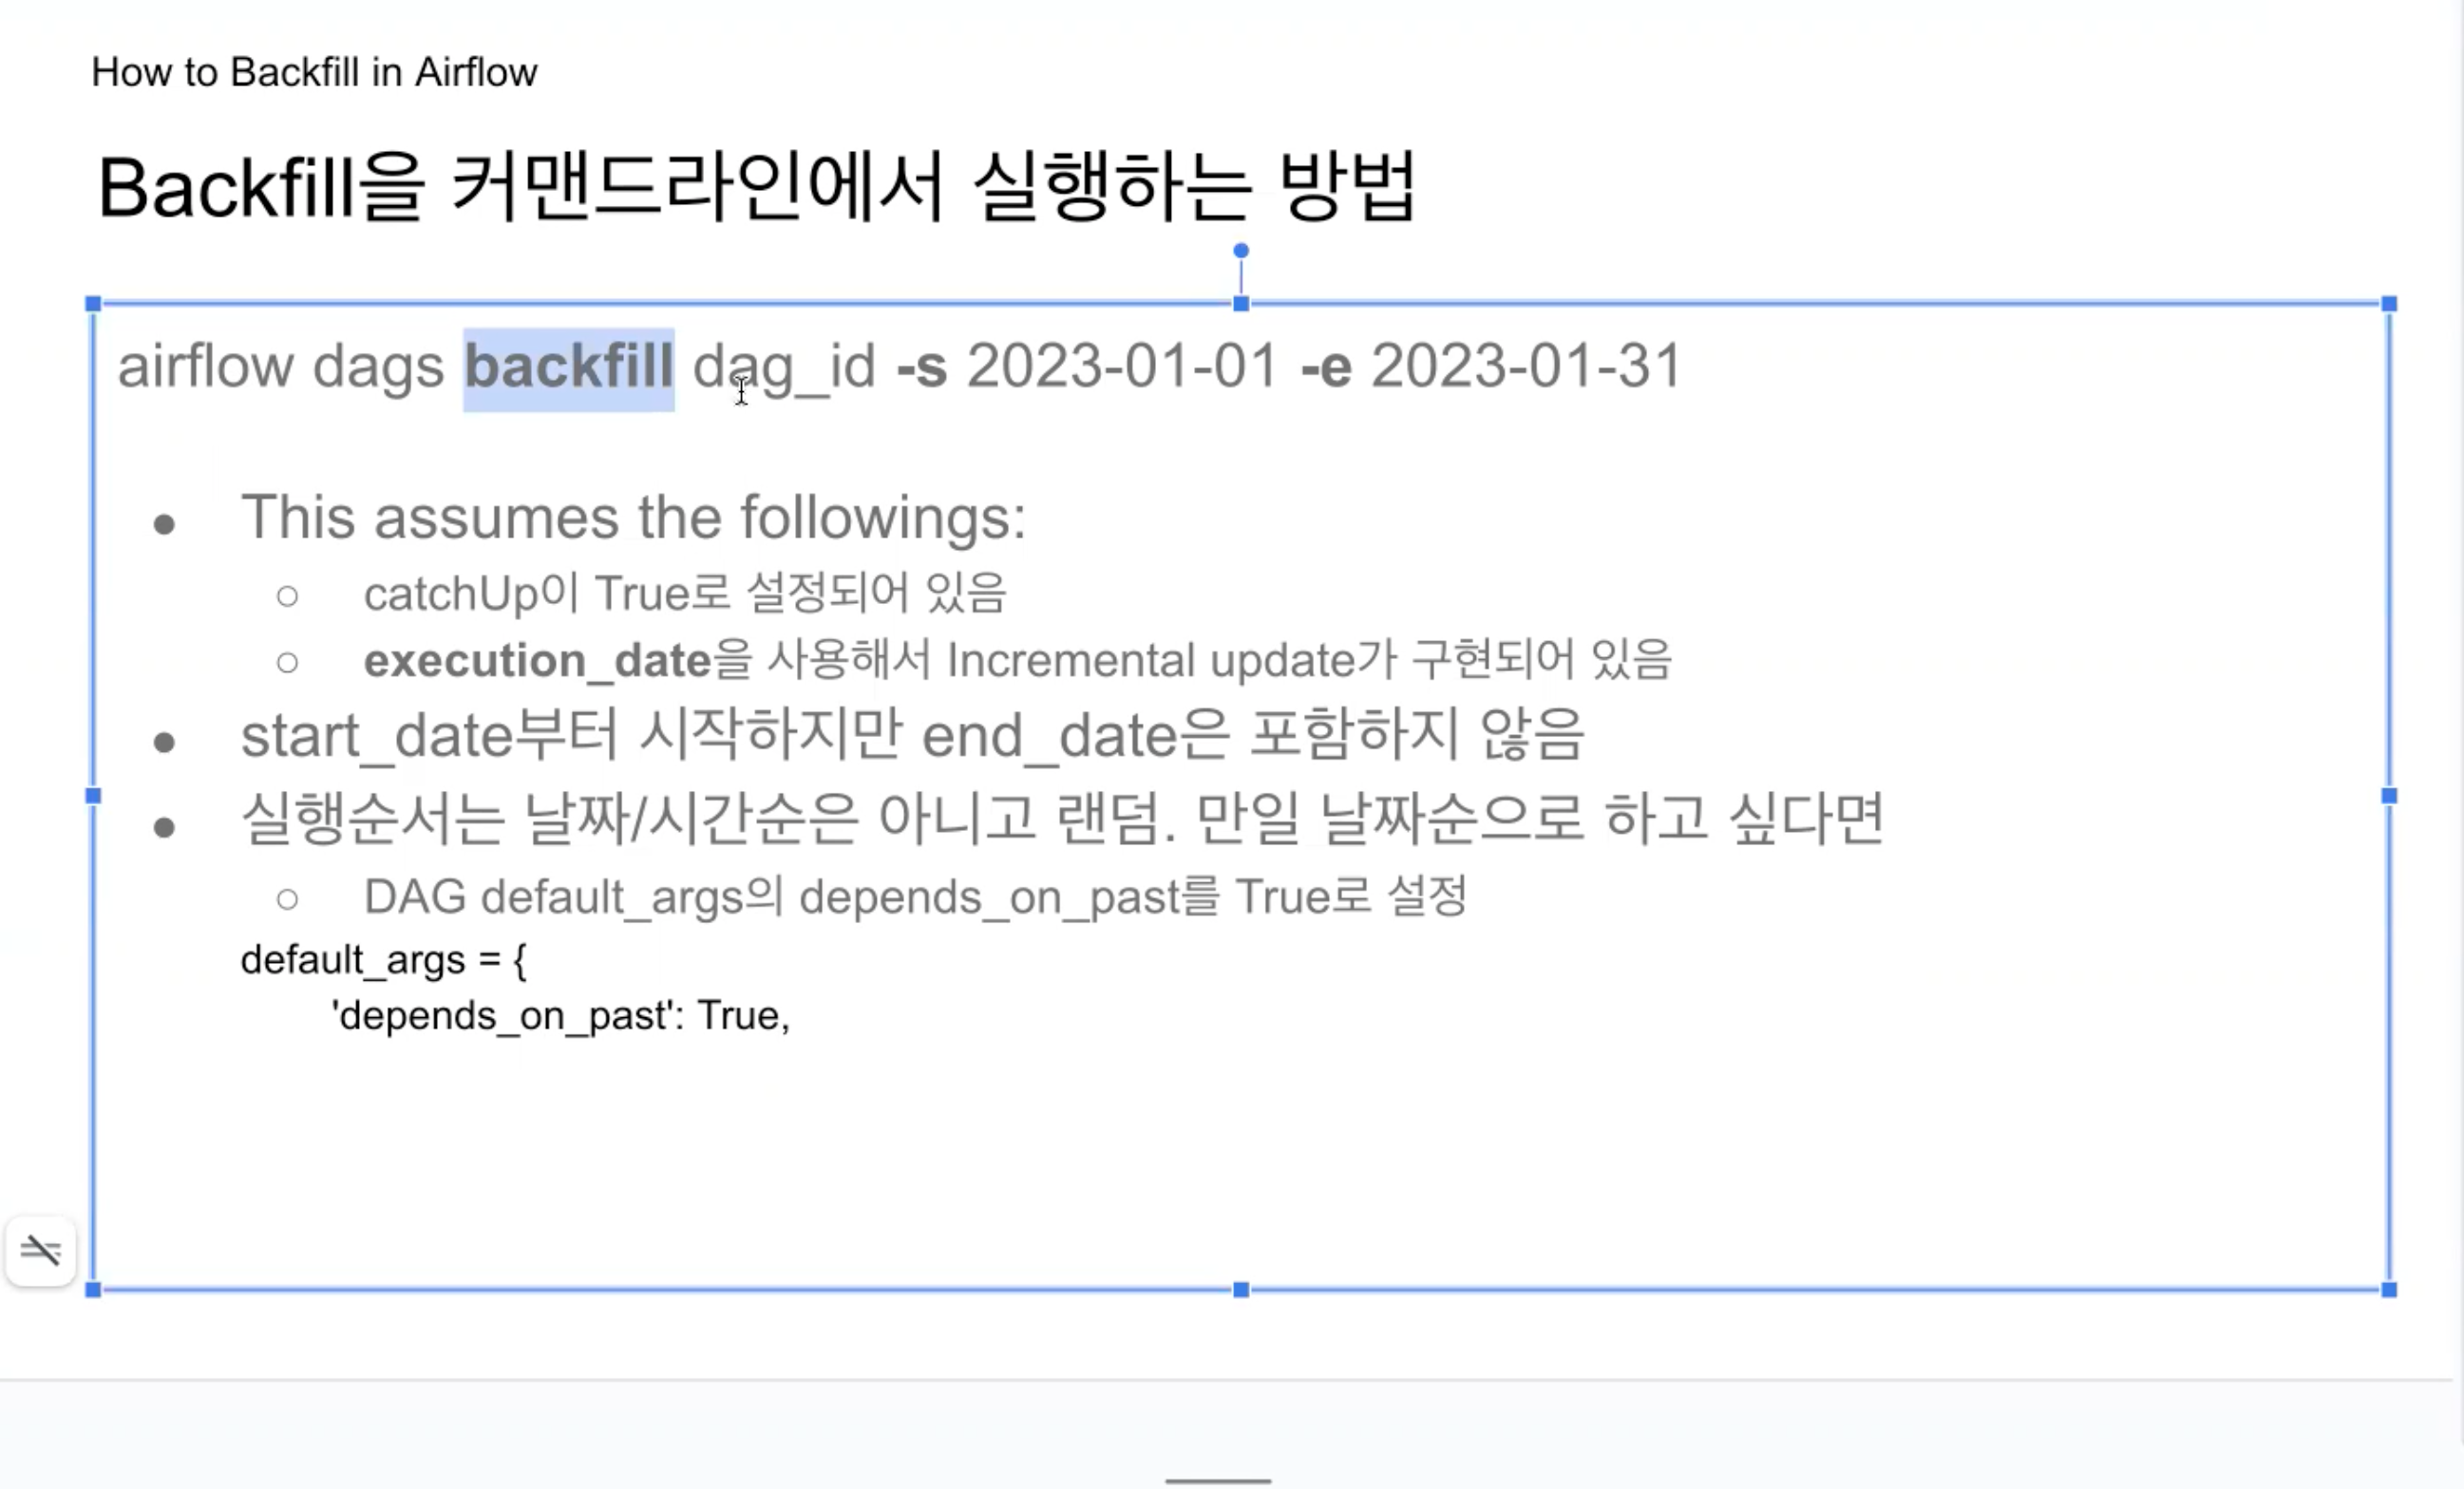 How to Backfill in Airflow
Backfill을 커맨드라인에서 실행하는 방법
airflow dags backfill dag_id -s 2023-01-01 -e 2023-01-31
● This assumes the followings:
○ catchUp이 True로 설정되어 있음
○ execution_date을 사용해서 Incremental update가 구현되어 있음
● start_date부터 시작하지만 end_date은 포함하지 않음
● 실행순서는 날짜/시간순은 아니고 랜덤. 만일 날짜순으로 하고 싶다면
○ DAG default_args의 depends_on_past를 True로 설정
default_args = {
'depends_on_past': True,